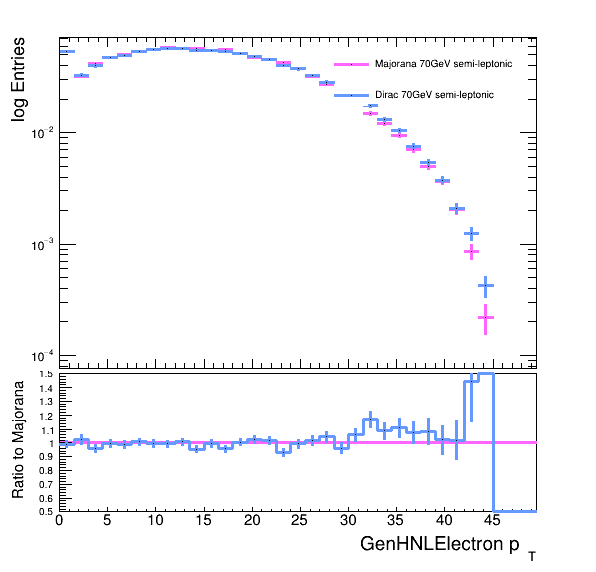 log Entries
10⁻²
10⁻³
10⁻⁴
Majorana 70GeV semi-leptonic
Dirac 70GeV semi-leptonic
Ratio to Majorana
1.5
1.4
1.3
1.2
1.1
1
0.9
0.8
0.7
0.6
0.5
0 5 10 15 20 25 30 35 40 45
GenHNLElectron p_T